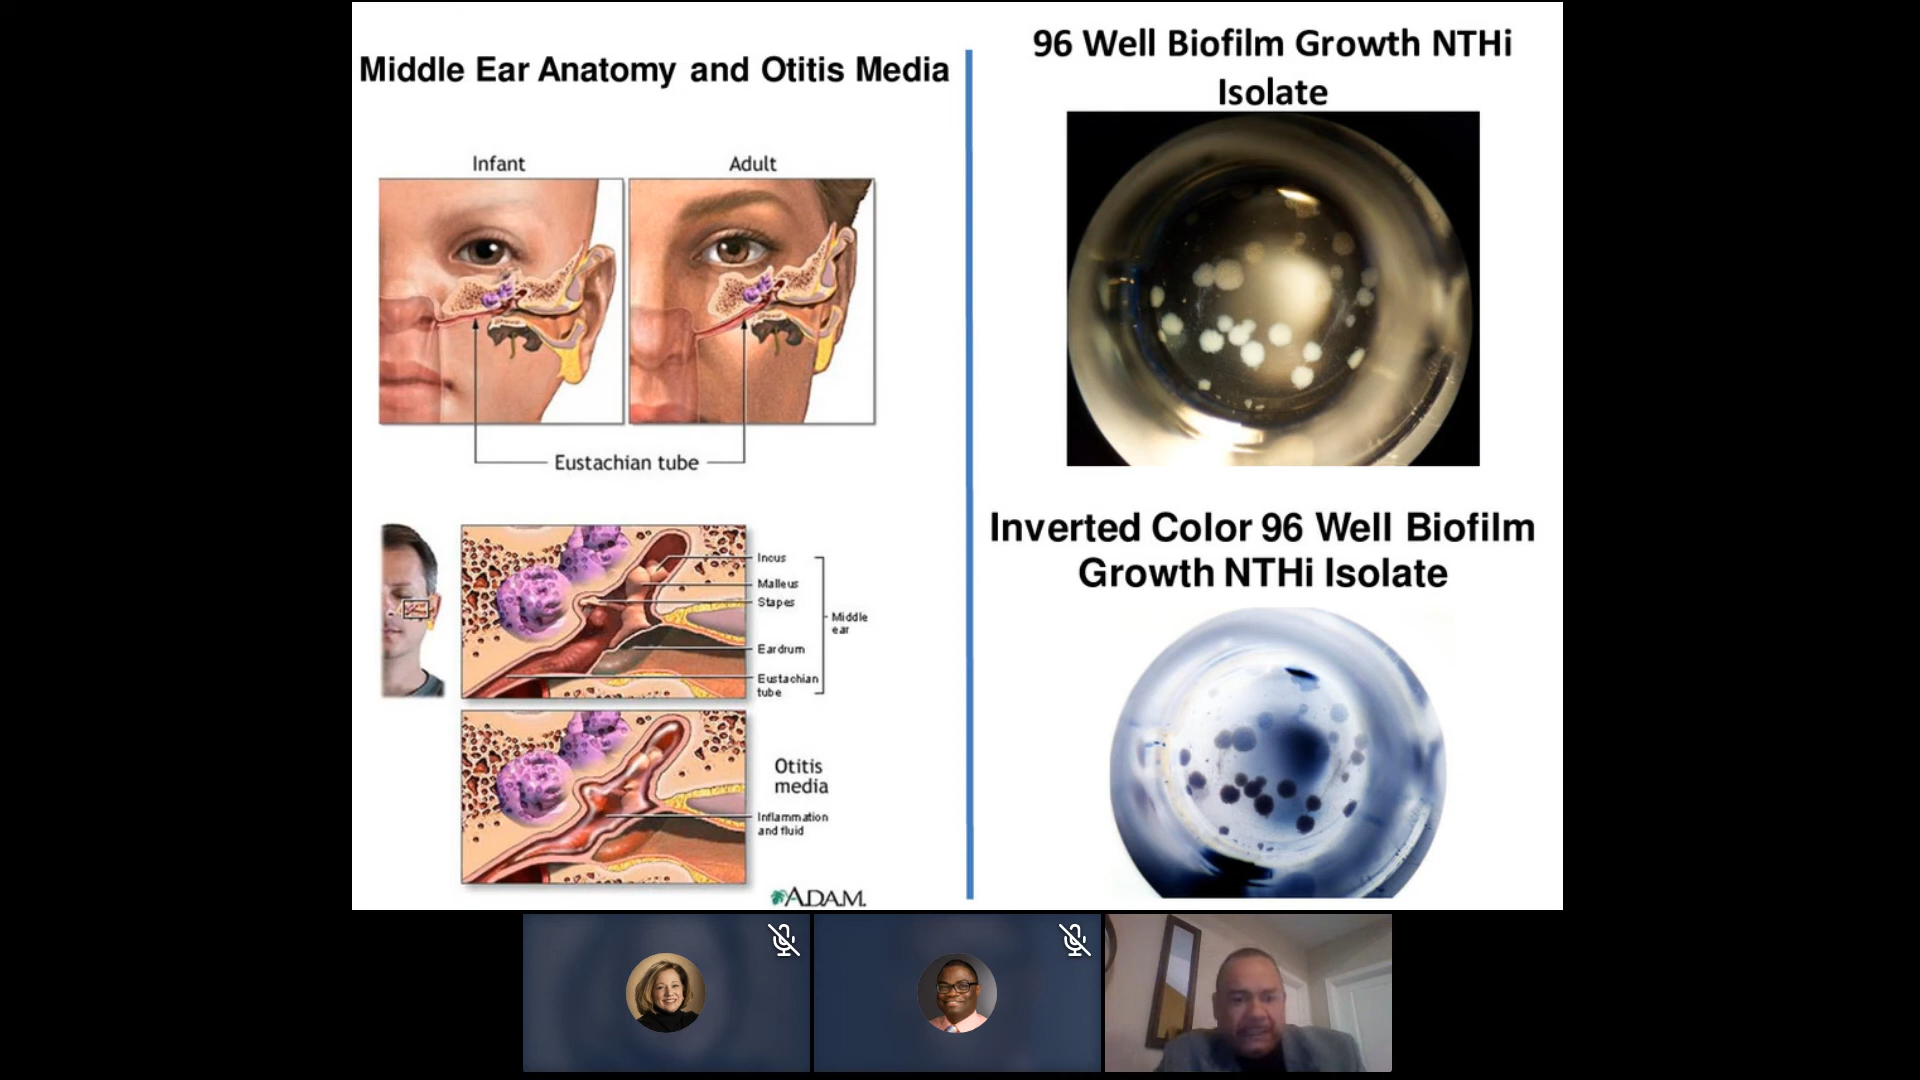 Middle Ear Anatomy and Otitis Media
Infant
Adult
Eustachian tube
Incus
Malleus
Stapes
Middle
ear
Eardrum
Eustachian
tube
Otitis
media
Inflammation
and fluid
A.D.A.M.
96 Well Biofilm Growth NTHi
Isolate
Inverted Color 96 Well Biofilm
Growth NTHi Isolate